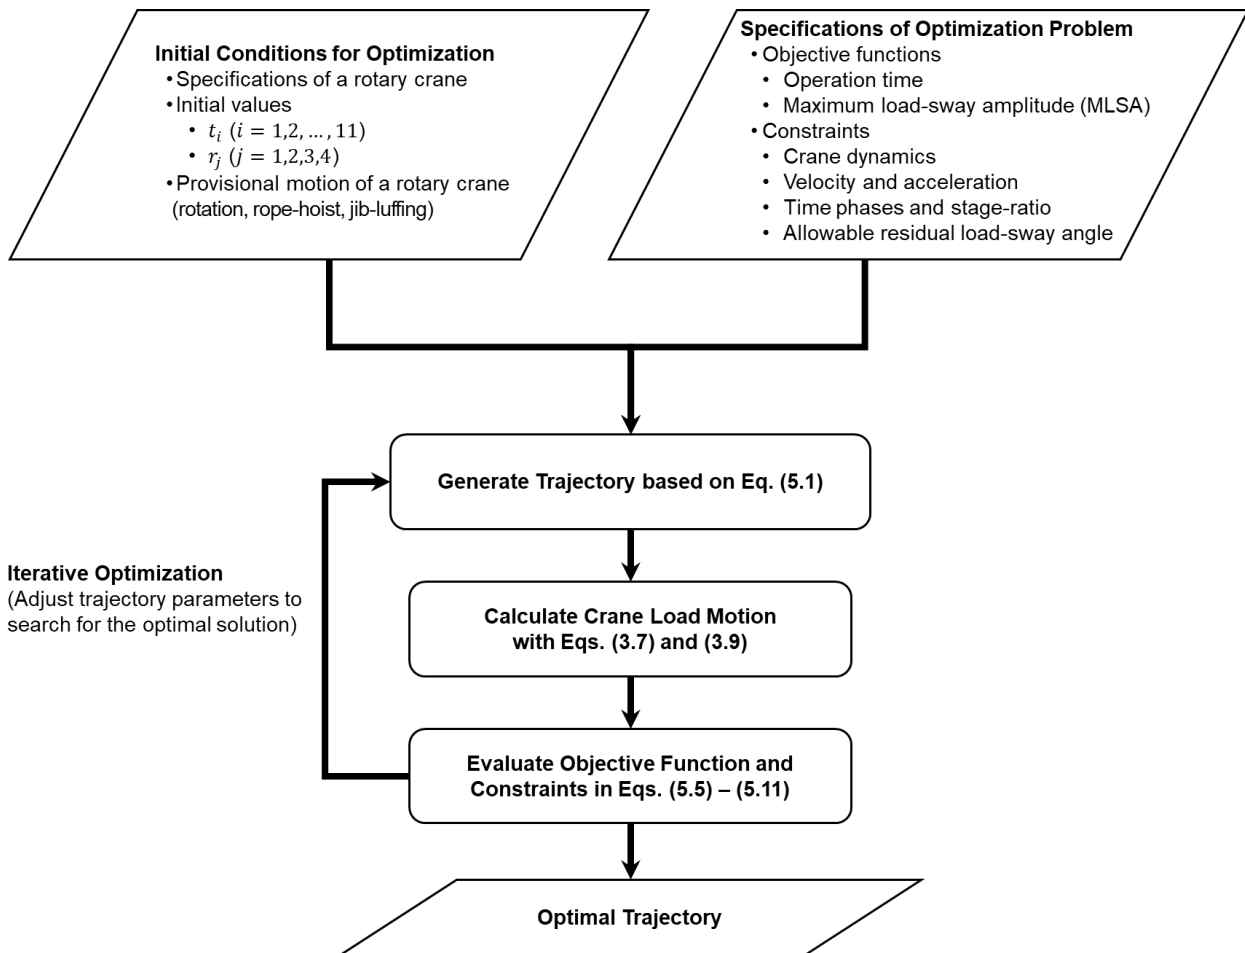 Initial Conditions for Optimization
•Specifications of a rotary crane
•Initial values
• t_i (i = 1,2, … , 11)
• r_j (j = 1,2,3,4)
•Provisional motion of a rotary crane
(rotation, rope-hoist, jib-luffing)
Specifications of Optimization Problem
•Objective functions
• Operation time
• Maximum load-sway amplitude (MLSA)
•Constraints
• Crane dynamics
• Velocity and acceleration
• Time phases and stage-ratio
• Allowable residual load-sway angle
Generate Trajectory based on Eq. (5.1)
Iterative Optimization
(Adjust trajectory parameters to
search for the optimal solution)
Calculate Crane Load Motion
with Eqs. (3.7) and (3.9)
Evaluate Objective Function and
Constraints in Eqs. (5.5) – (5.11)
Optimal Trajectory